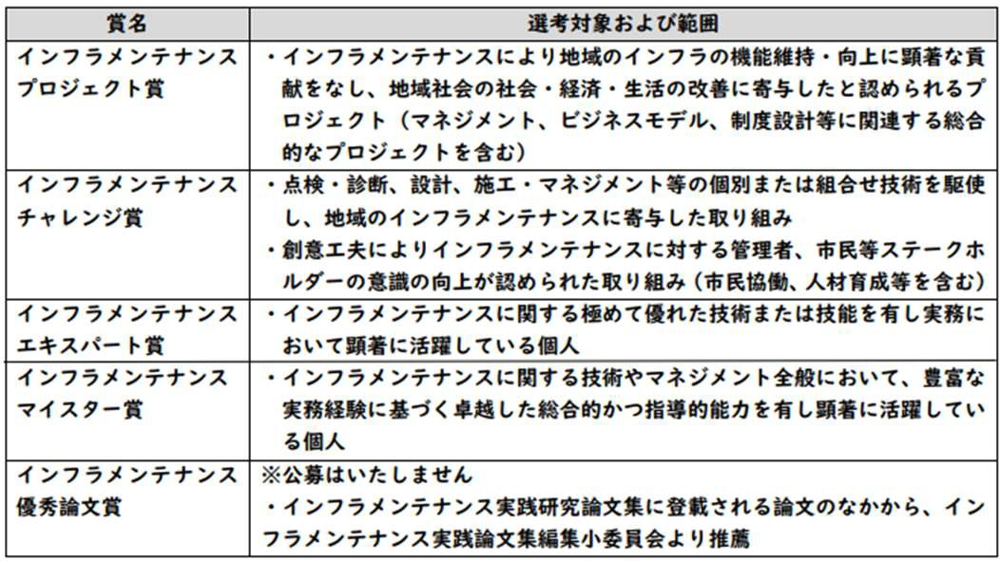 賞名
選考対象および範囲
インフラメンテナンス
プロジェクト賞
・インフラメンテナンスにより地域のインフラの機能維持・向上に顕著な貢
献をなし、地域社会の社会・経済・生活の改善に寄与したと認められるプ
ロジェクト（マネジメント、ビジネスモデル、制度設計等に関連する総合
的なプロジェクトを含む）
インフラメンテナンス
チャレンジ賞
・点検・診断、設計、施工・マネジメント等の個別または組合せ技術を駆使
し、地域のインフラメンテナンスに寄与した取り組み
・創意工夫によりインフラメンテナンスに対する管理者、市民等ステークホ
ルダーの意識の向上が認められた取り組み（市民協働、人材育成等を含む）
インフラメンテナンス
エキスパート賞
・インフラメンテナンスに関する極めて優れた技術または技能を有し実務に
おいて顕著に活躍している個人
インフラメンテナンス
マイスター賞
・インフラメンテナンスに関する技術やマネジメント全般において、豊富な
実務経験に基づく卓越した総合的かつ指導的能力を有し顕著に活躍してい
る個人
インフラメンテナンス
優秀論文賞
※公募はいたしません
・インフラメンテナンス実践研究論文集に登載される論文のなかから、イン
フラメンテナンス実践論文集編集小委員会より推薦